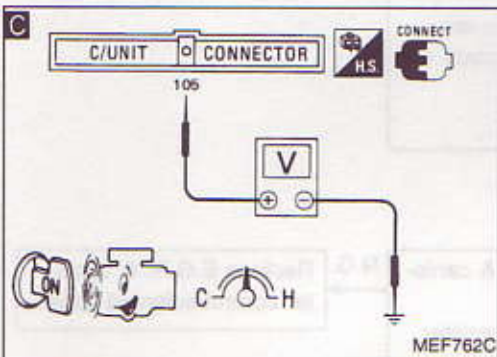 C
C/UNIT CONNECTOR
H.S.
CONNECT
105
V
+ -
ON
C H
MEF762C